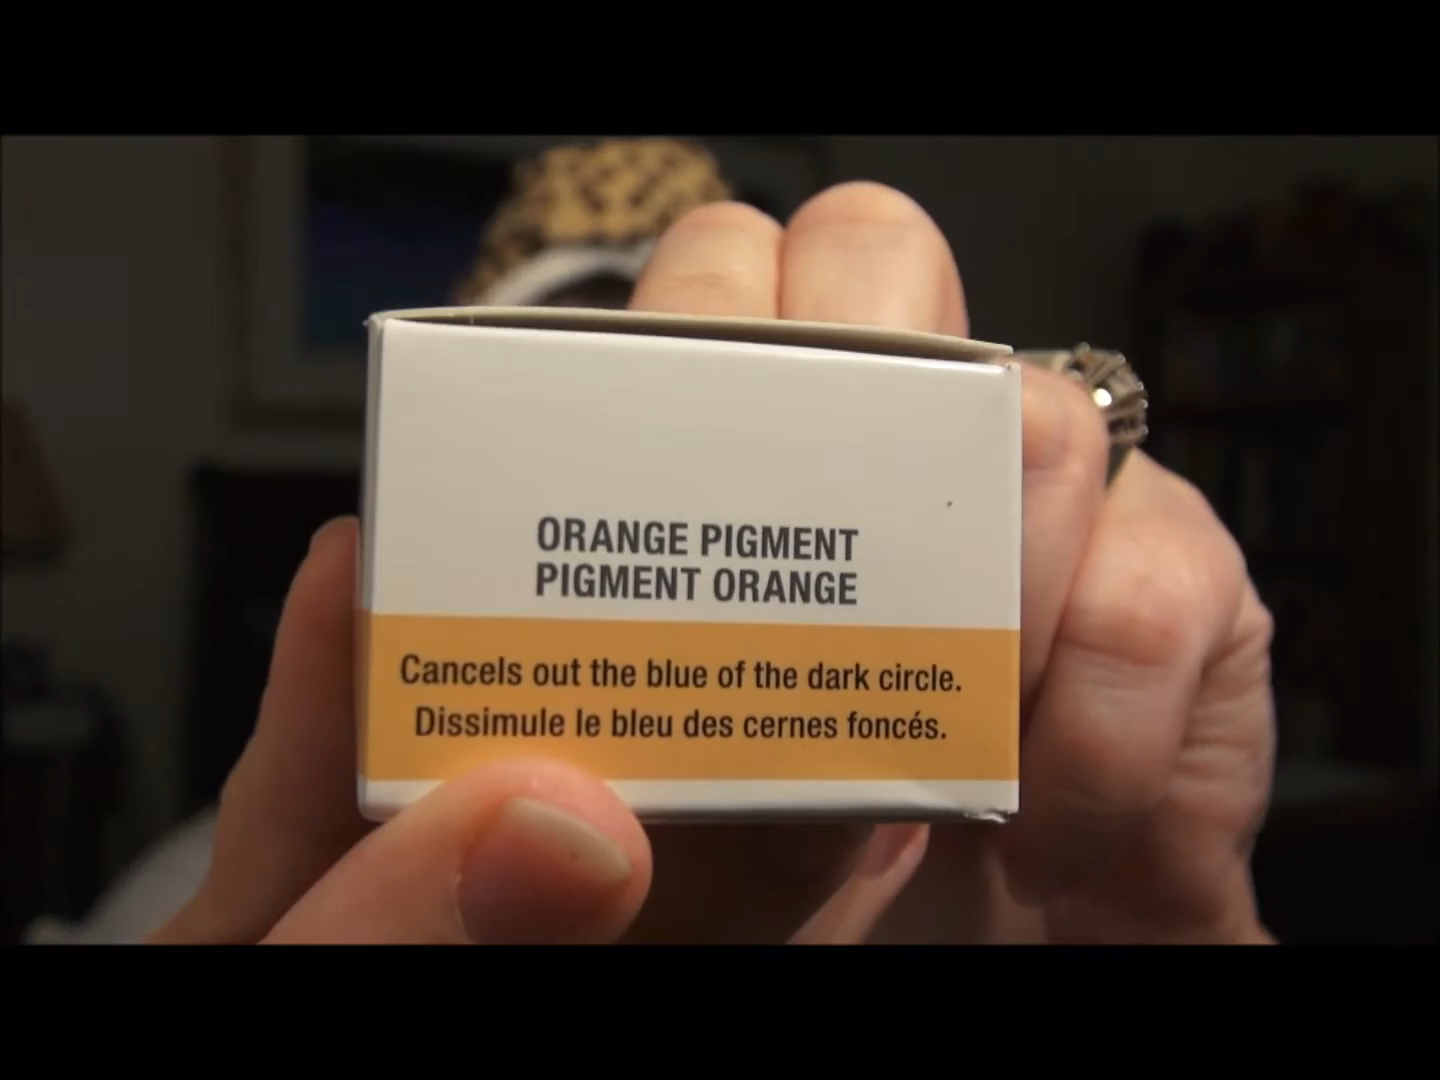 ORANGE PIGMENT
PIGMENT ORANGE
Cancels out the blue of the dark circle.
Dissimule le bleu des cernes foncés.